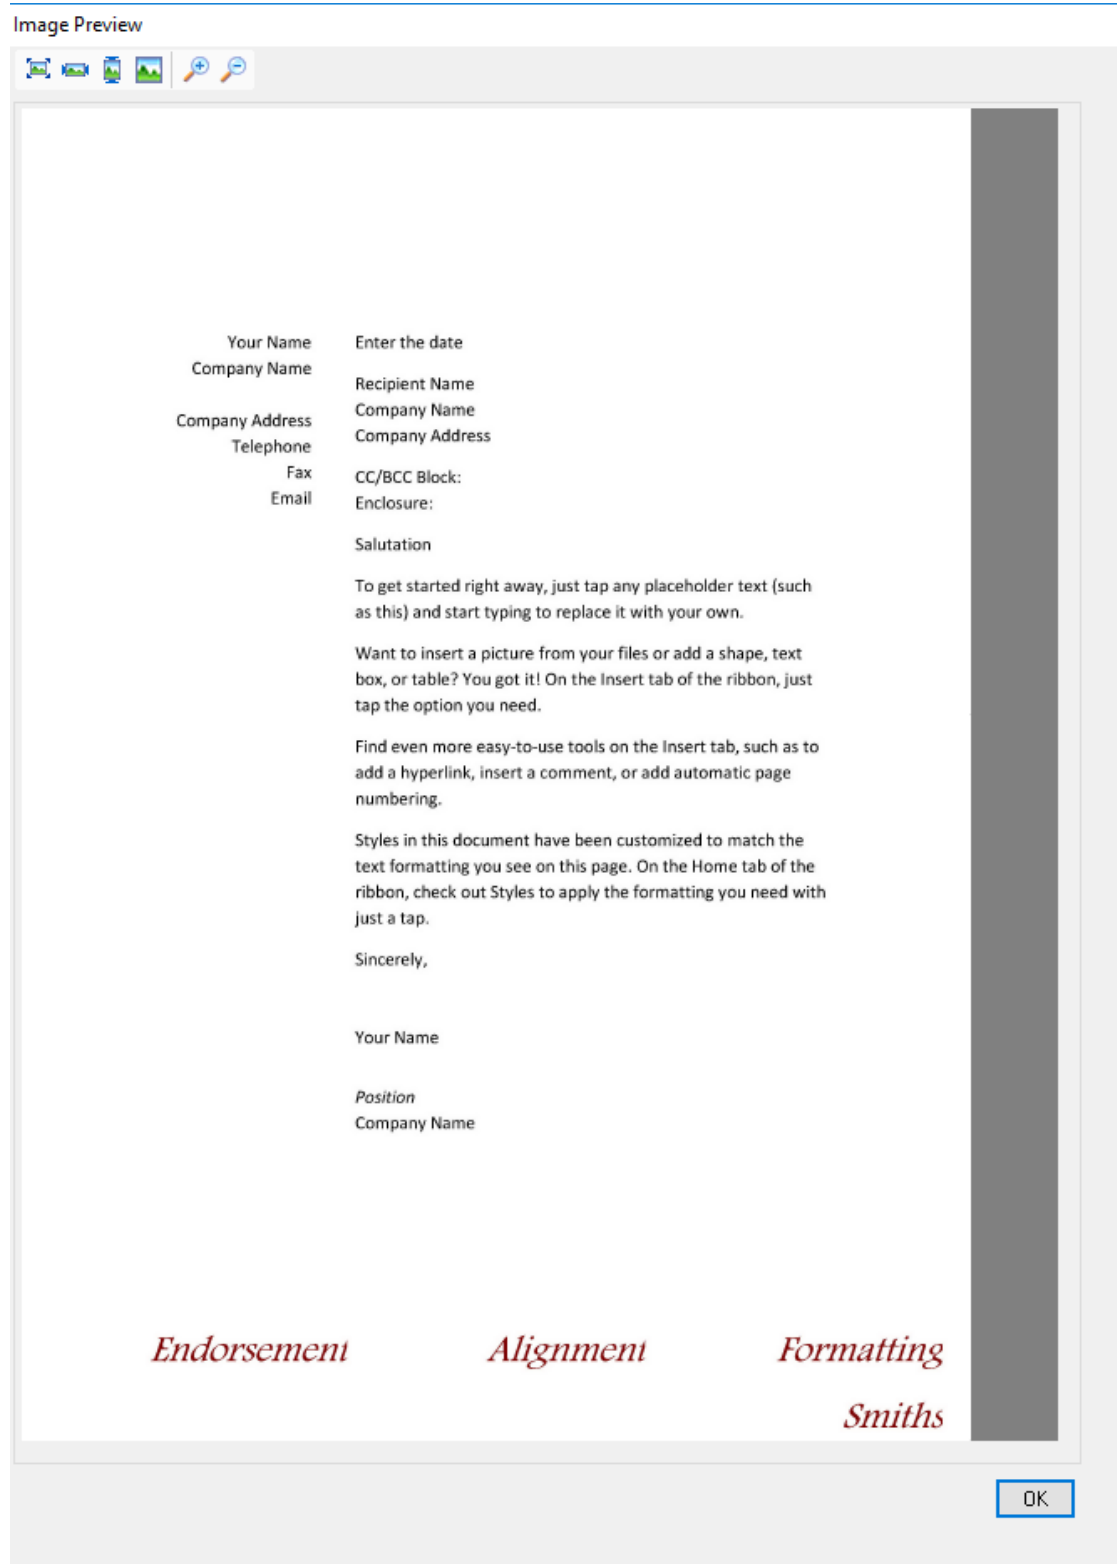 Image Preview
Your Name
Company Name
Company Address
Telephone
Fax
Email
Enter the date
Recipient Name
Company Name
Company Address
CC/BCC Block:
Enclosure:
Salutation
To get started right away, just tap any placeholder text (such
as this) and start typing to replace it with your own.
Want to insert a picture from your files or add a shape, text
box, or table? You got it! On the Insert tab of the ribbon, just
tap the option you need.
Find even more easy-to-use tools on the Insert tab, such as to
add a hyperlink, insert a comment, or add automatic page
numbering.
Styles in this document have been customized to match the
text formatting you see on this page. On the Home tab of the
ribbon, check out Styles to apply the formatting you need with
just a tap.
Sincerely,
Your Name
Position
Company Name
Endorsement Alignment Formatting
Smiths
OK